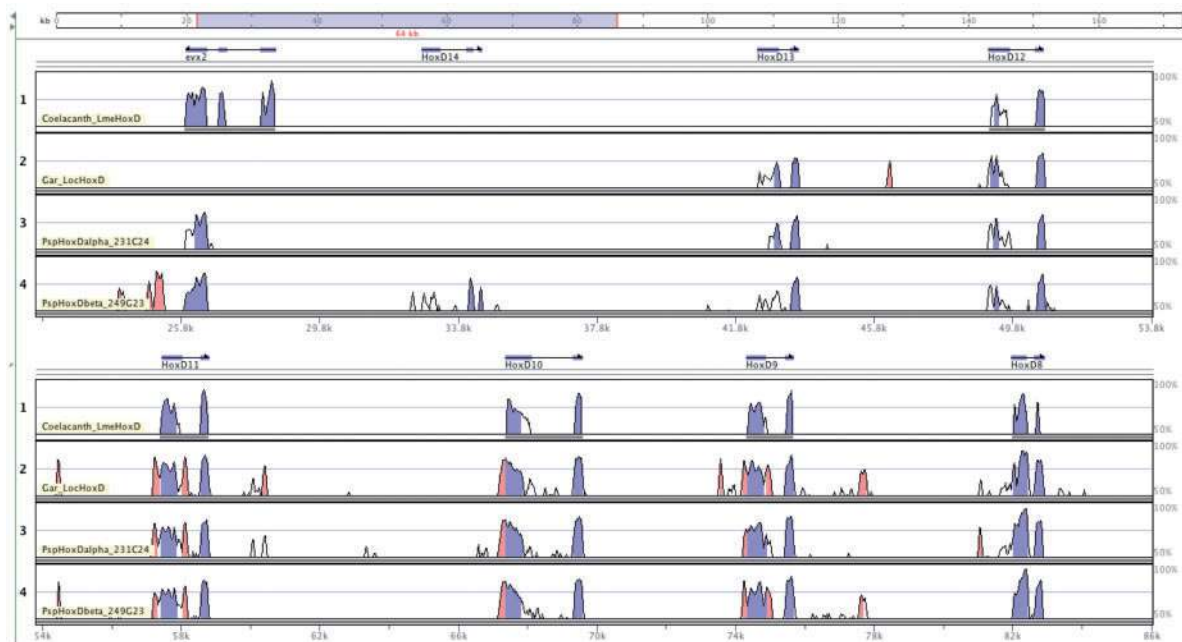 kb 0 20 40 60 80 100 120 140 160
64 kb
evx2 HoxD14 HoxD13 HoxD12
1 Coelacanth_LmeHoxD 100% 50%
2 Gar_LocHoxD 100% 50%
3 PspHoxDalpha_231C24 100% 50%
4 PspHoxDbeta_249G23 100% 50%
25.8k 29.8k 33.8k 37.8k 41.8k 45.8k 49.8k 53.8k
HoxD11 HoxD10 HoxD9 HoxD8
1 Coelacanth_LmeHoxD 100% 50%
2 Gar_LocHoxD 100% 50%
3 PspHoxDalpha_231C24 100% 50%
4 PspHoxDbeta_249G23 100% 50%
54k 58k 62k 66k 70k 74k 78k 82k 86k